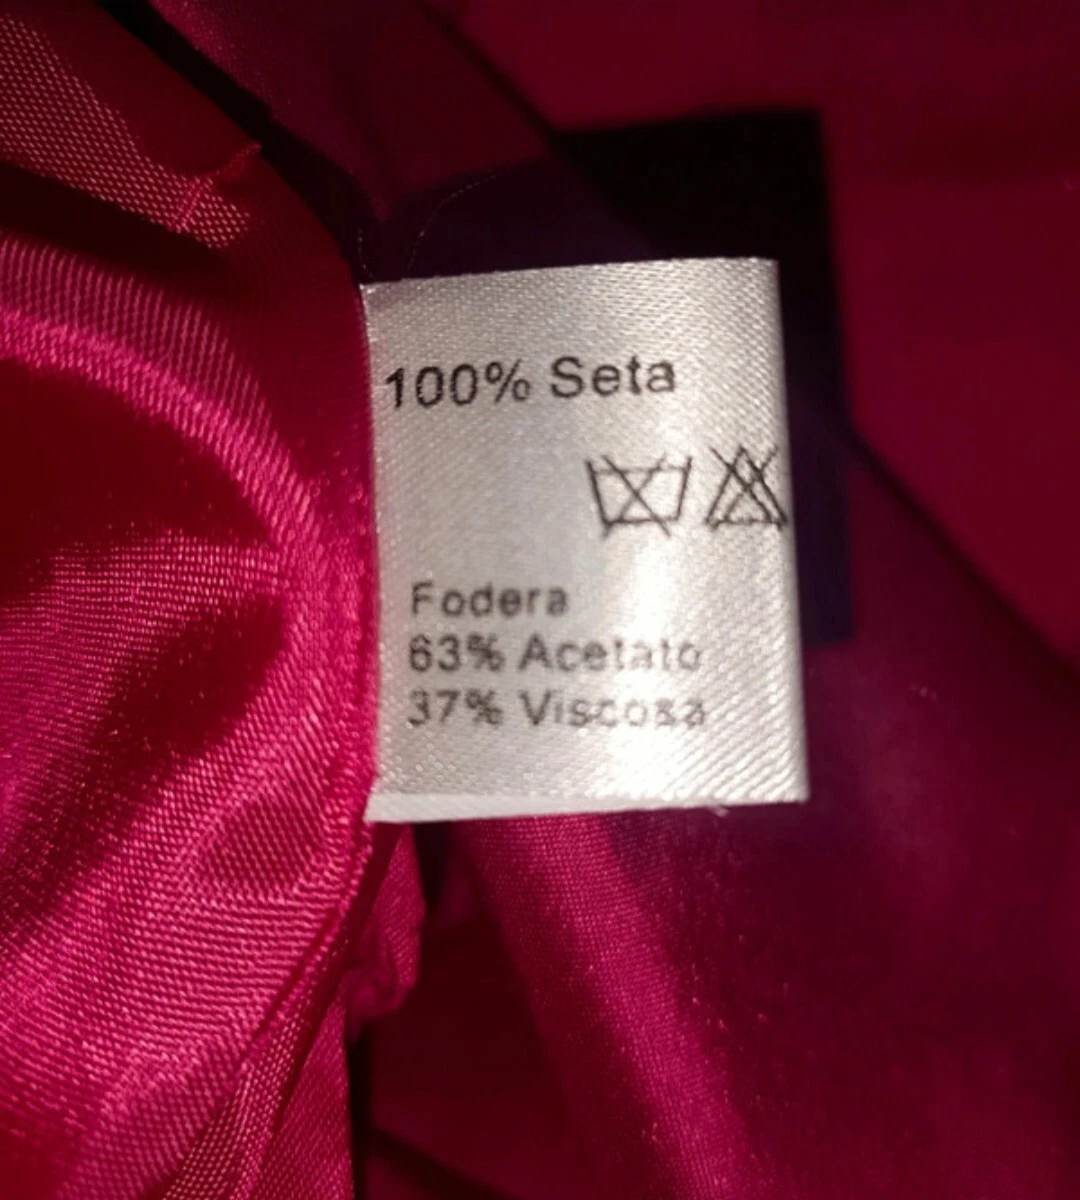 100% Seta
Fodera
63% Acetato
37% Viscosa